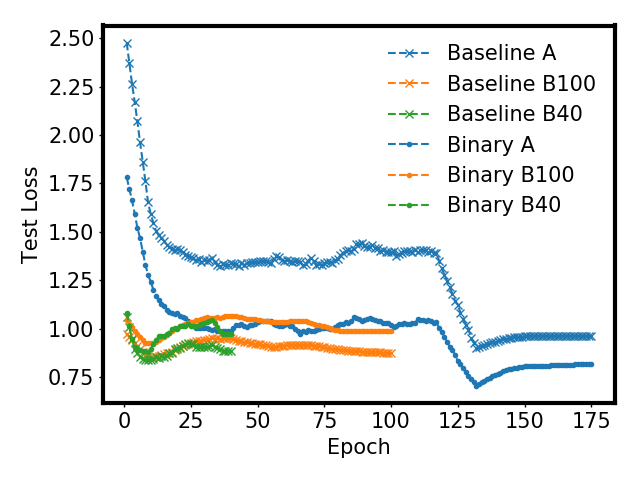 2.50
2.25
2.00
1.75
1.50
1.25
1.00
0.75
Test Loss
Baseline A
Baseline B100
Baseline B40
Binary A
Binary B100
Binary B40
0 25 50 75 100 125 150 175
Epoch